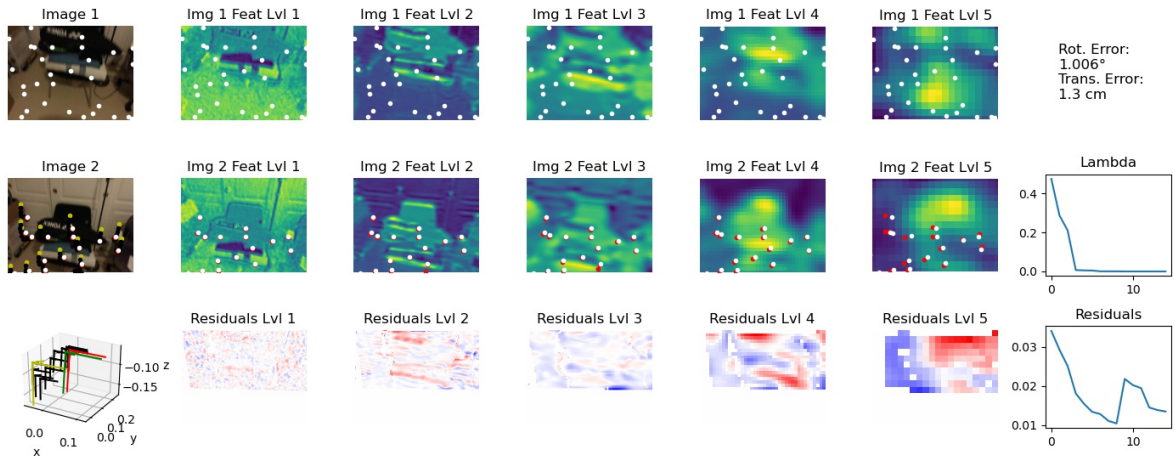 Image 1
Img 1 Feat Lvl 1
Img 1 Feat Lvl 2
Img 1 Feat Lvl 3
Img 1 Feat Lvl 4
Img 1 Feat Lvl 5
Rot. Error:
1.006°
Trans. Error:
1.3 cm
Image 2
Img 2 Feat Lvl 1
Img 2 Feat Lvl 2
Img 2 Feat Lvl 3
Img 2 Feat Lvl 4
Img 2 Feat Lvl 5
Lambda
0.4
0.2
0.0
0
10
Residuals Lvl 1
Residuals Lvl 2
Residuals Lvl 3
Residuals Lvl 4
Residuals Lvl 5
Residuals
−0.10
−0.15
z
0.0
0.1
x
0.0
0.1
0.2
y
0.03
0.02
0.01
0
10